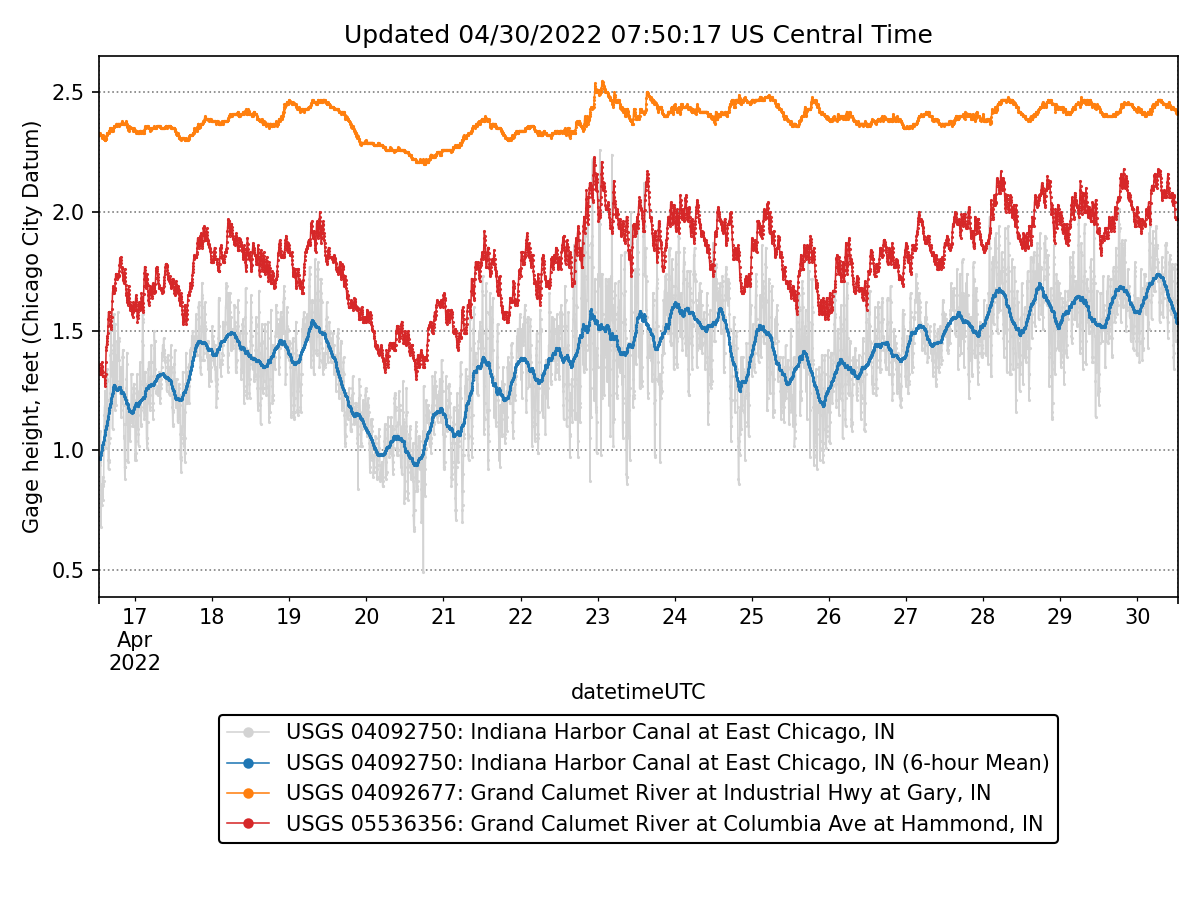 Updated 04/30/2022 07:50:17 US Central Time
Gage height, feet (Chicago City Datum)
2.5
2.0
1.5
1.0
0.5
17 18 19 20 21 22 23 24 25 26 27 28 29 30
Apr
2022
datetimeUTC
USGS 04092750: Indiana Harbor Canal at East Chicago, IN
USGS 04092750: Indiana Harbor Canal at East Chicago, IN (6-hour Mean)
USGS 04092677: Grand Calumet River at Industrial Hwy at Gary, IN
USGS 05536356: Grand Calumet River at Columbia Ave at Hammond, IN